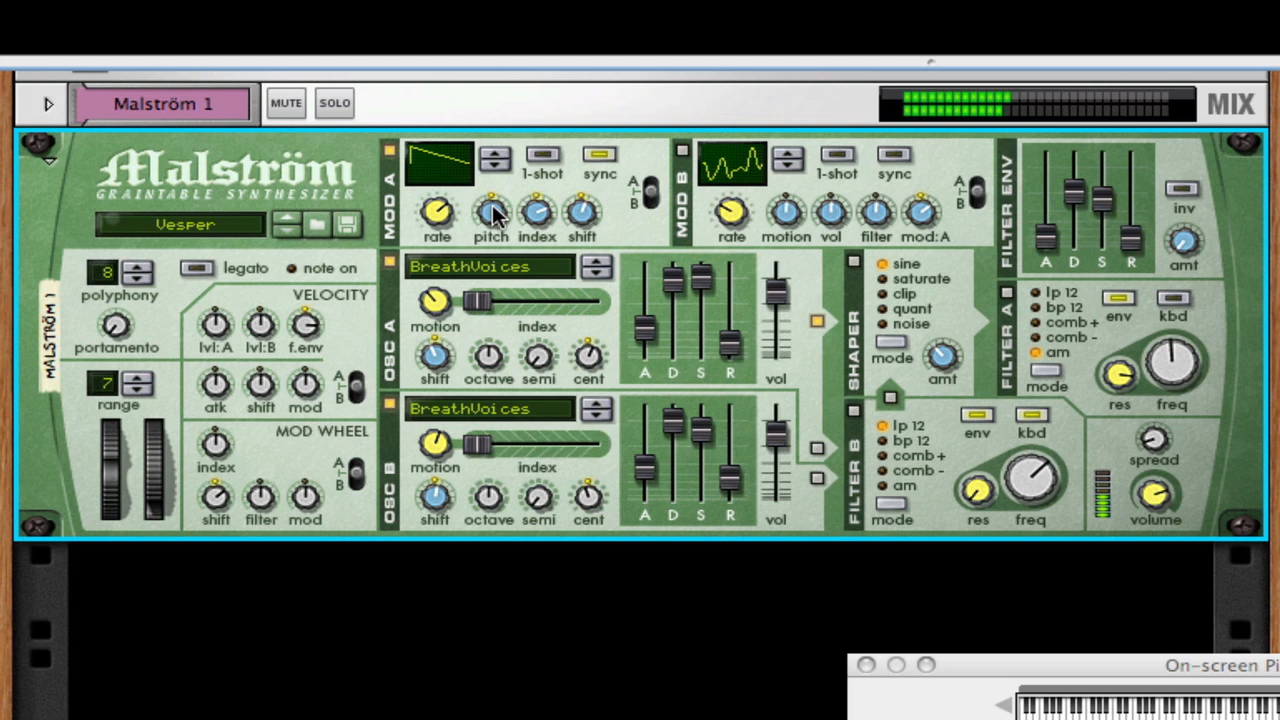 Malström 1
MUTE
SOLO
MIX
Malström
GRAINTABLE SYNTHESIZER
Vesper
MALSTRÖM 1
8
polyphony
legato
note on
portamento
7
range
VELOCITY
lvl:A
lvl:B
f.env
atk
shift
mod
A
B
MOD WHEEL
index
A
B
shift
filter
mod
MOD A
1-shot
sync
A
B
rate
pitch
index
shift
MOD B
1-shot
sync
A
B
rate
motion
vol
filter
mod:A
FILTER ENV
inv
A
D
S
R
amt
OSC A
BreathVoices
motion
index
shift
octave
semi
cent
A
D
S
R
vol
OSC B
BreathVoices
motion
index
shift
octave
semi
cent
A
D
S
R
vol
SHAPER
sine
saturate
clip
quant
noise
mode
amt
FILTER A
lp 12
bp 12
comb +
comb -
am
mode
env
kbd
res
freq
FILTER B
lp 12
bp 12
comb +
comb -
am
mode
env
kbd
res
freq
spread
volume
On-screen Pi